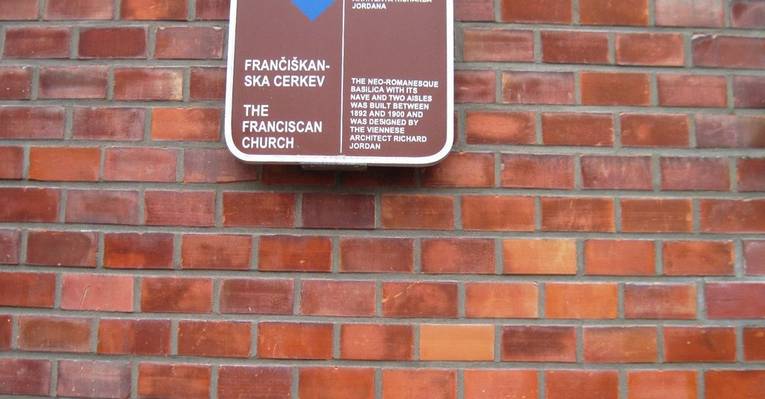 JORDANA
FRANČIŠKAN-
SKA CERKEV
THE
FRANCISCAN
CHURCH
THE NEO-ROMANESQUE
BASILICA WITH ITS
NAVE AND TWO AISLES
WAS BUILT BETWEEN
1892 AND 1900 AND
WAS DESIGNED BY
THE VIENNESE
ARCHITECT RICHARD
JORDAN